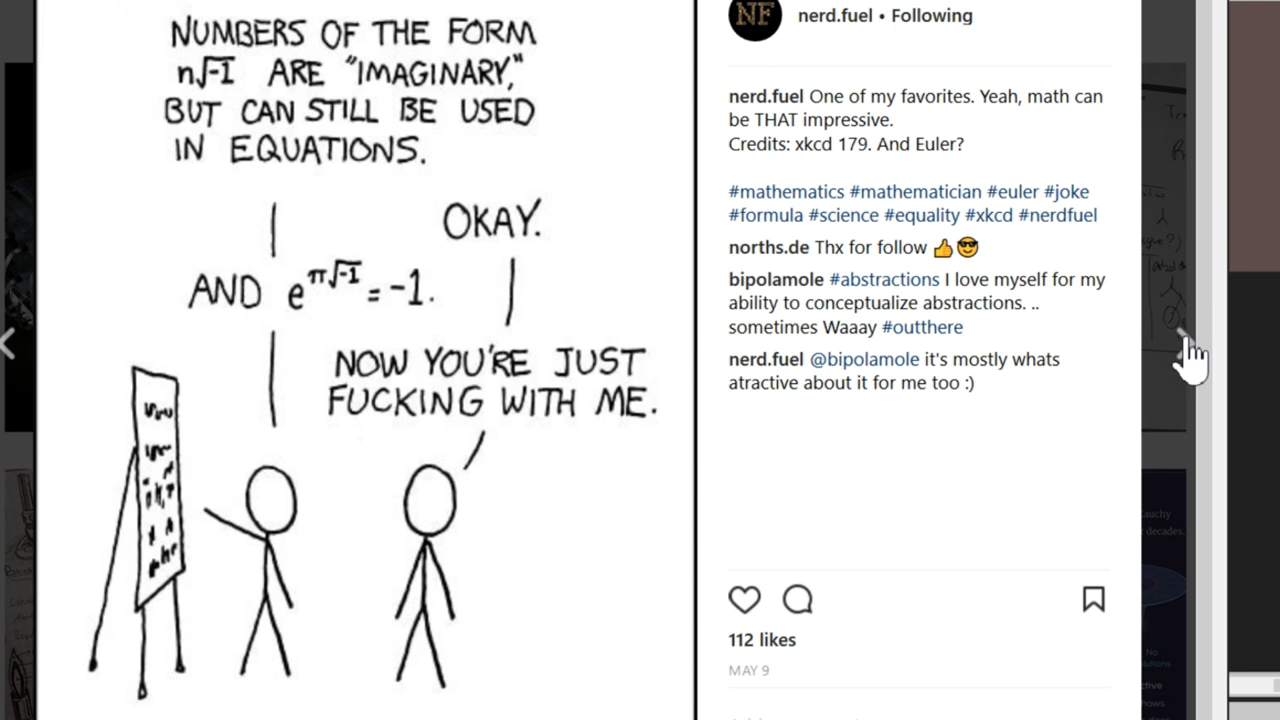 NUMBERS OF THE FORM
n√-1 ARE "IMAGINARY,"
BUT CAN STILL BE USED
IN EQUATIONS.
OKAY.
AND e^π√-1 = -1.
NOW YOU'RE JUST
FUCKING WITH ME.
NF
nerd.fuel • Following
nerd.fuel One of my favorites. Yeah, math can
be THAT impressive.
Credits: xkcd 179. And Euler?
#mathematics #mathematician #euler #joke
#formula #science #equality #xkcd #nerdfuel
norths.de Thx for follow 👍😎
bipolamole #abstractions I love myself for my
ability to conceptualize abstractions. ..
sometimes Waaay #outthere
nerd.fuel @bipolamole it's mostly whats
atractive about it for me too :)
112 likes
MAY 9
decades.
No